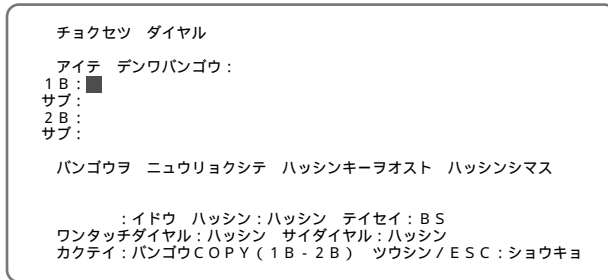 チョクセツ　ダイヤル
アイテ　デンワバンゴウ：
１Ｂ：
サブ：
２Ｂ：
サブ：
バンゴウヲ　ニュウリョクシテ　ハッシンキーヲオスト　ハッシンシマス
：イドウ　ハッシン：ハッシン　テイセイ：ＢＳ
ワンタッチダイヤル：ハッシン　サイダイヤル：ハッシン
カクテイ：バンゴウＣＯＰＹ（１Ｂ-２Ｂ）　ツウシン/ＥＳＣ：ショウキョ